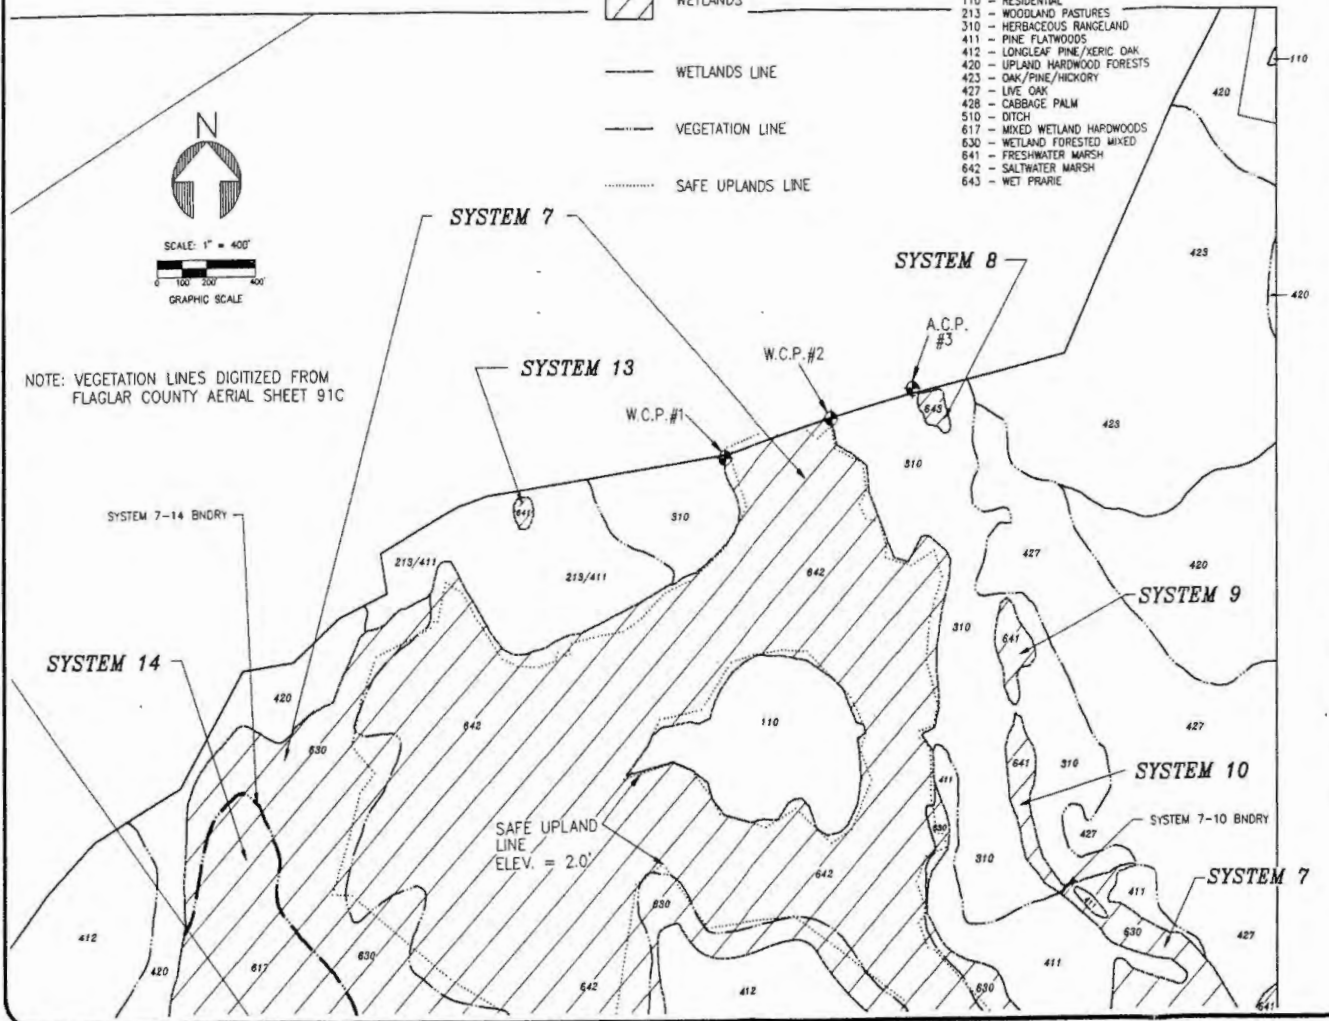 WETLANDS
WETLANDS LINE
VEGETATION LINE
SAFE UPLANDS LINE
110 - RESIDENTIAL
213 - WOODLAND PASTURES
310 - HERBACEOUS RANGELAND
411 - PINE FLATWOODS
412 - LONGLEAF PINE/XERIC OAK
420 - UPLAND HARDWOOD FORESTS
423 - OAK/PINE/HICKORY
427 - LIVE OAK
428 - CABBAGE PALM
510 - DITCH
617 - MIXED WETLAND HARDWOODS
630 - WETLAND FORESTED MIXED
641 - FRESHWATER MARSH
642 - SALTWATER MARSH
643 - WET PRARIE
N
SCALE: 1" = 400'
0 100' 200' 400'
GRAPHIC SCALE
NOTE: VEGETATION LINES DIGITIZED FROM
FLAGLAR COUNTY AERIAL SHEET 91C
110
420
SYSTEM 7
SYSTEM 8
423
420
A.C.P.
#3
W.C.P.#2
SYSTEM 13
W.C.P.#1
643
423
310
SYSTEM 7-14 BNDRY
641
310
213/411
213/411
642
427
420
SYSTEM 9
310
641
SYSTEM 14
420
642
110
630
427
641
310
411
SYSTEM 10
SYSTEM 7-10 BNDRY
SAFE UPLAND
LINE
ELEV. = 2.0'
630
427
310
642
411
SYSTEM 7
630
411
630
427
412
420
617
630
642
412
411
630
641